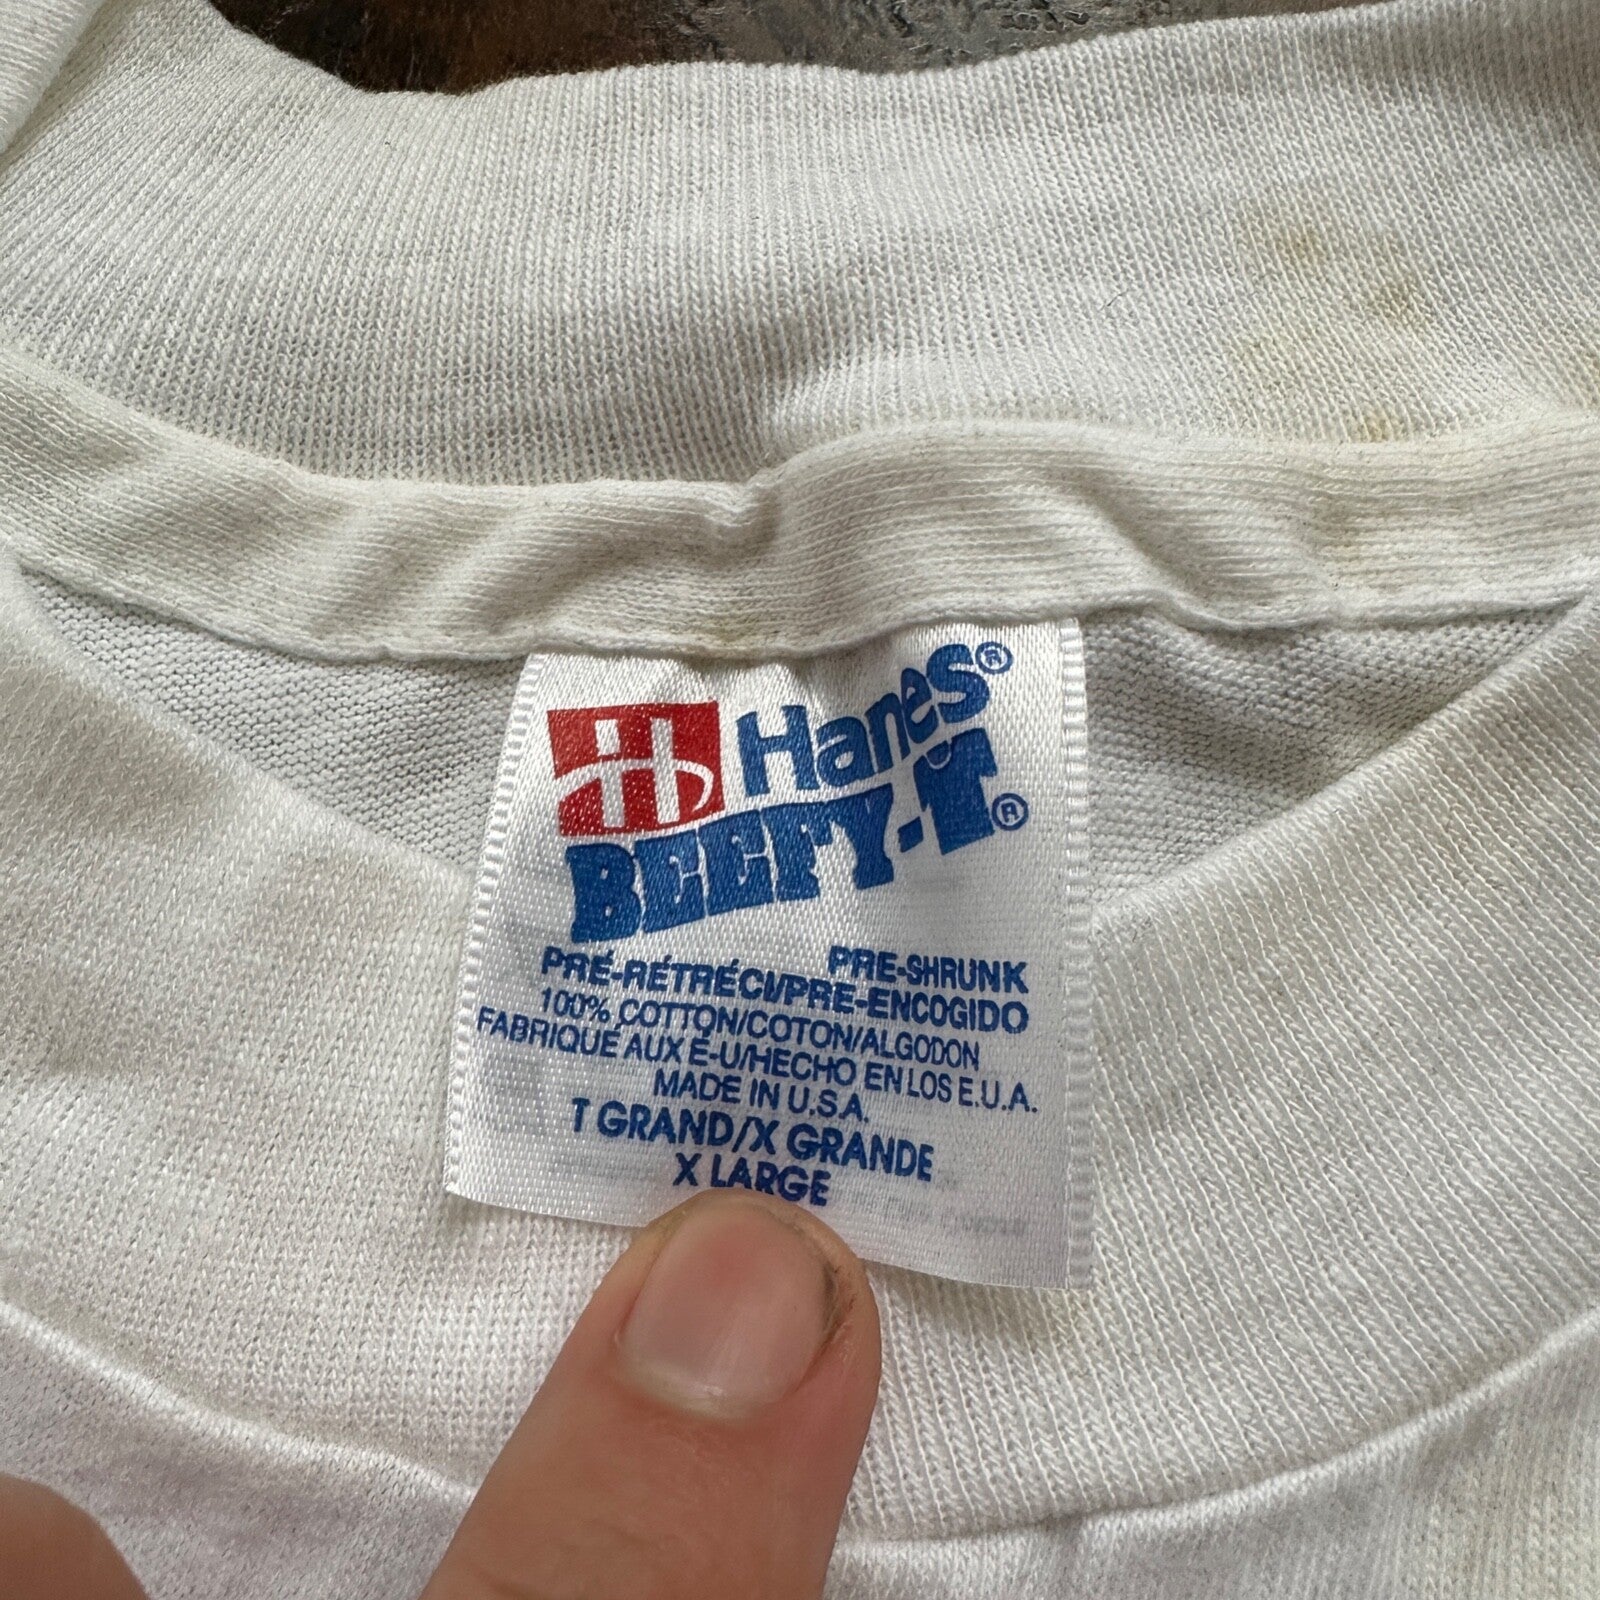 H Hanes®
BEEFY-T®
PRE-SHRUNK
PRÉ-RÉTRÉCI/PRE-ENCOGIDO
100% COTTON/COTON/ALGODON
FABRIQUÉ AUX É-U/HECHO EN LOS E.U.A.
MADE IN U.S.A.
T GRAND/X GRANDE
X LARGE